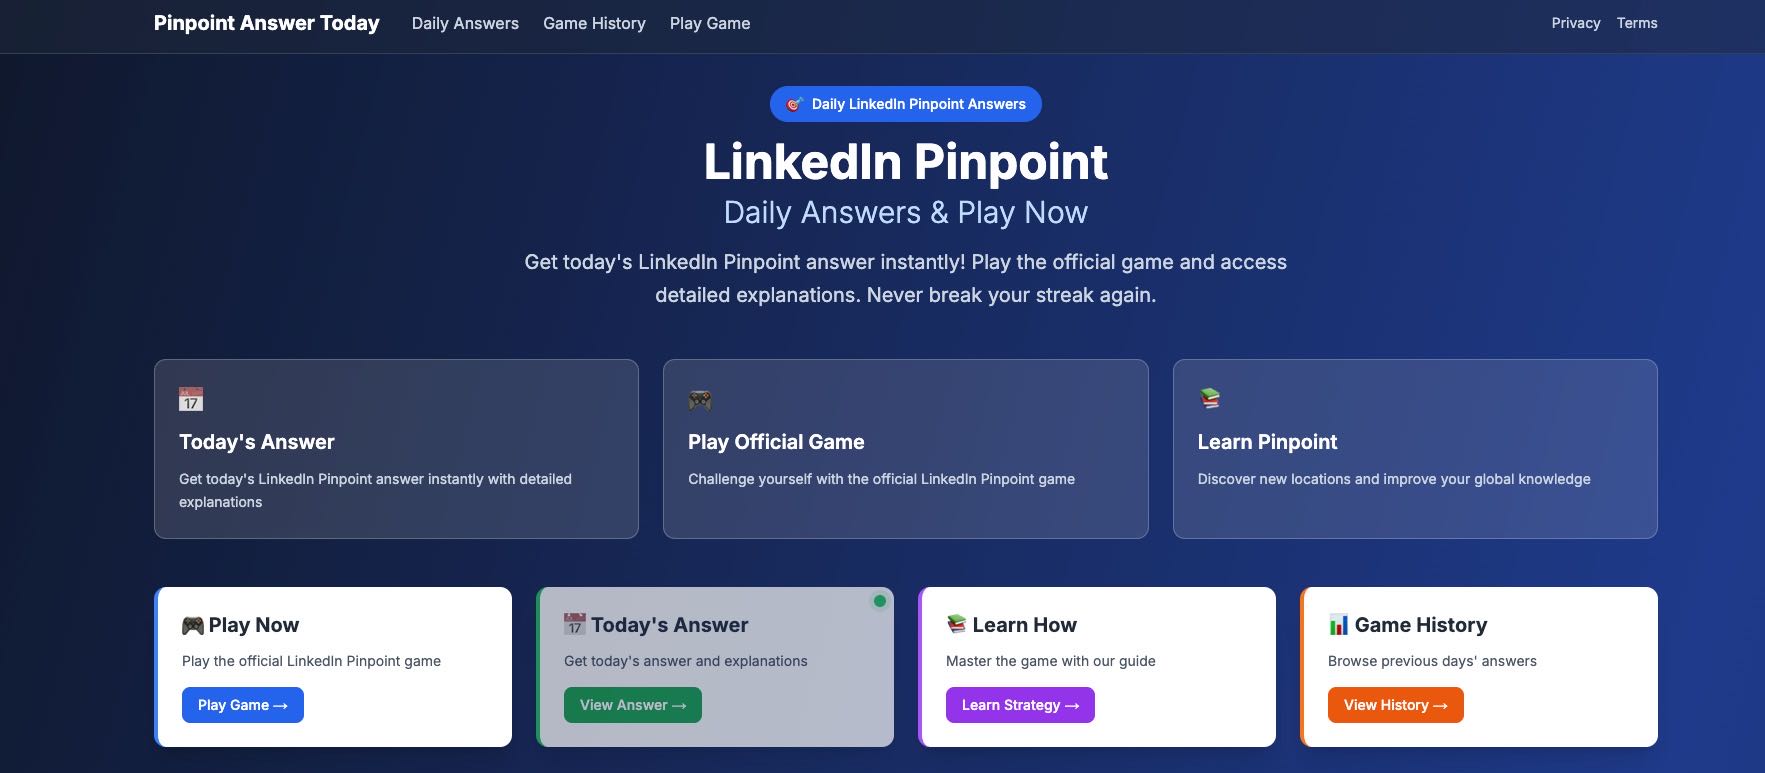 Pinpoint Answer Today
Daily Answers
Game History
Play Game
Privacy
Terms
🎯 Daily LinkedIn Pinpoint Answers
LinkedIn Pinpoint
Daily Answers & Play Now
Get today's LinkedIn Pinpoint answer instantly! Play the official game and access
detailed explanations. Never break your streak again.
17
Today's Answer
Get today's LinkedIn Pinpoint answer instantly with detailed
explanations
Play Official Game
Challenge yourself with the official LinkedIn Pinpoint game
Learn Pinpoint
Discover new locations and improve your global knowledge
🎮 Play Now
Play the official LinkedIn Pinpoint game
Play Game →
17 Today's Answer
Get today's answer and explanations
View Answer →
📚 Learn How
Master the game with our guide
Learn Strategy →
📊 Game History
Browse previous days' answers
View History →